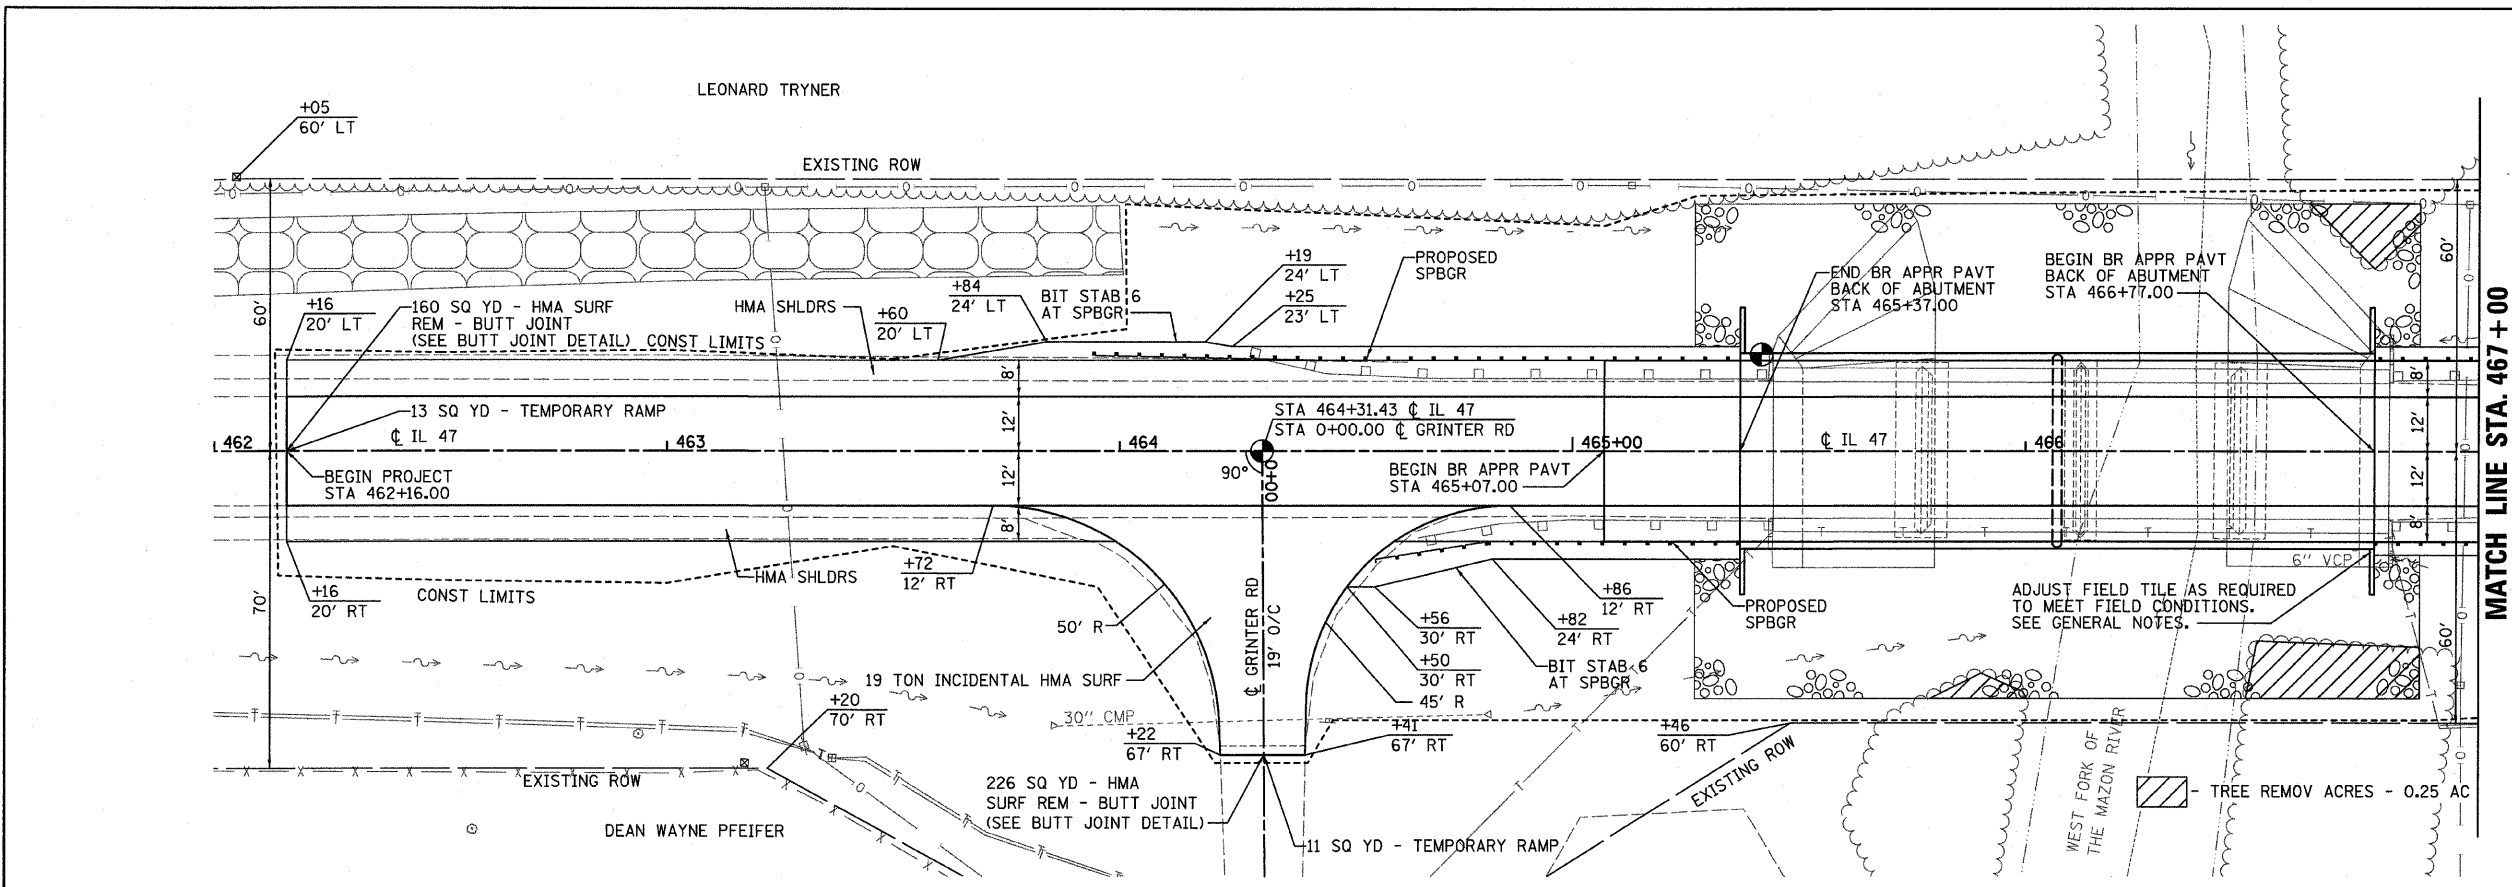 LEONARD TRYNER
+05
60' LT
EXISTING ROW
60'
+16
20' LT
160 SQ YD - HMA SURF
REM - BUTT JOINT
(SEE BUTT JOINT DETAIL)
CONST LIMITS
HMA SHLDRS
+60
20' LT
+84
24' LT
BIT STAB 6
AT SPBGR
+19
24' LT
+25
23' LT
PROPOSED
SPBGR
END BR APPR PAVT
BACK OF ABUTMENT
STA 465+37.00
BEGIN BR APPR PAVT
BACK OF ABUTMENT
STA 466+77.00
60'
8'
8'
13 SQ YD - TEMPORARY RAMP
12'
12'
STA 464+31.43 ℄ IL 47
STA 0+00.00 ℄ GRINTER RD
462
℄ IL 47
463
464
465+00
℄ IL 47
466
MATCH LINE STA. 467+00
BEGIN PROJECT
STA 462+16.00
12'
90°
0+00
BEGIN BR APPR PAVT
STA 465+07.00
12'
8'
8'
HMA SHLDRS
+72
12' RT
6" VCP
70'
+16
20' RT
CONST LIMITS
50' R
℄ GRINTER RD
19' O/C
+56
30' RT
+82
24' RT
+86
12' RT
PROPOSED
SPBGR
ADJUST FIELD TILE AS REQUIRED
TO MEET FIELD CONDITIONS.
SEE GENERAL NOTES.
60'
+50
30' RT
45' R
BIT STAB 6
AT SPBGR
19 TON INCIDENTAL HMA SURF
+20
70' RT
30" CMP
+22
67' RT
+41
67' RT
+46
60' RT
EXISTING ROW
EXISTING ROW
226 SQ YD - HMA
SURF REM - BUTT JOINT
(SEE BUTT JOINT DETAIL)
11 SQ YD - TEMPORARY RAMP
DEAN WAYNE PFEIFER
WEST FORK OF
THE MAZON RIVER
- TREE REMOV ACRES - 0.25 AC